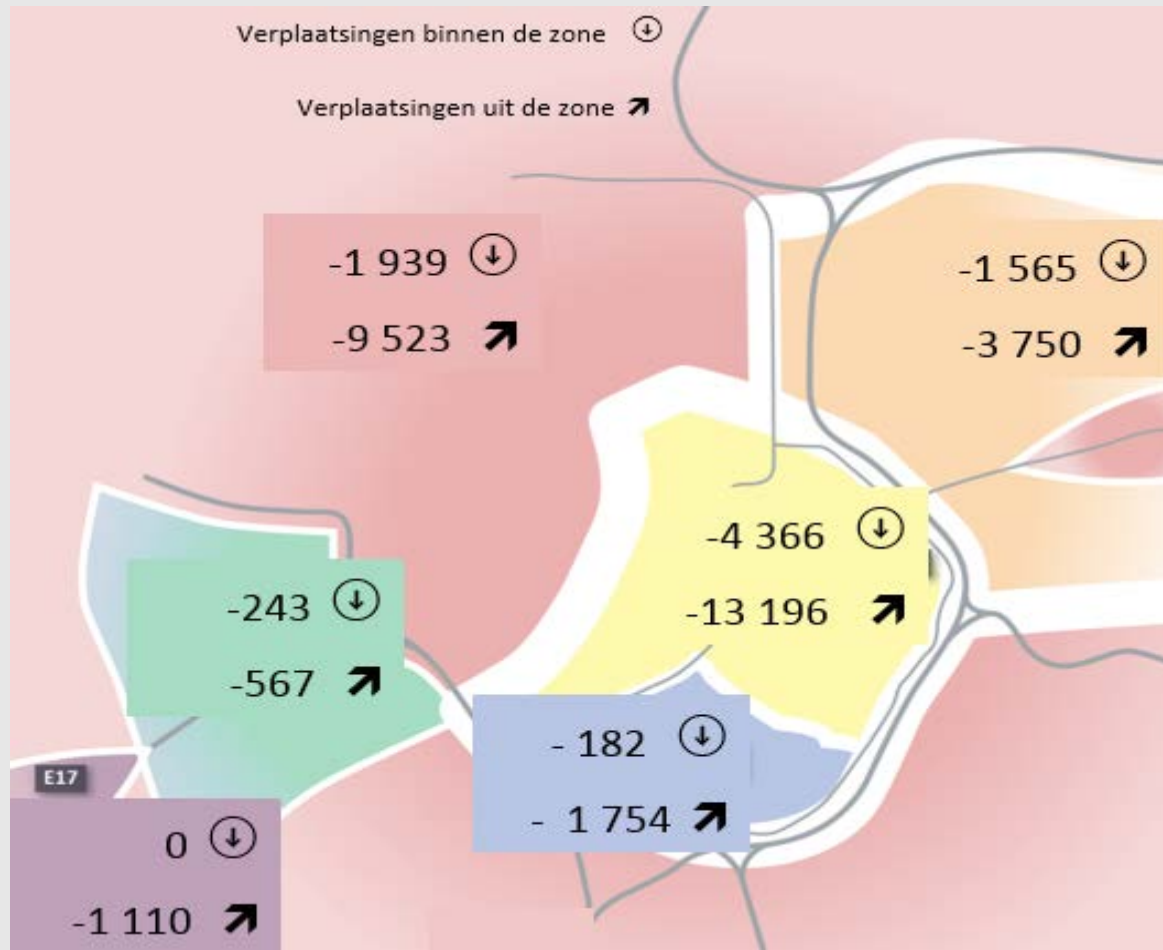 Verplaatsingen binnen de zone
Verplaatsingen uit de zone
-1 939
-9 523
-1 565
-3 750
-4 366
-13 196
-243
-567
- 182
- 1 754
E17
0
-1 110